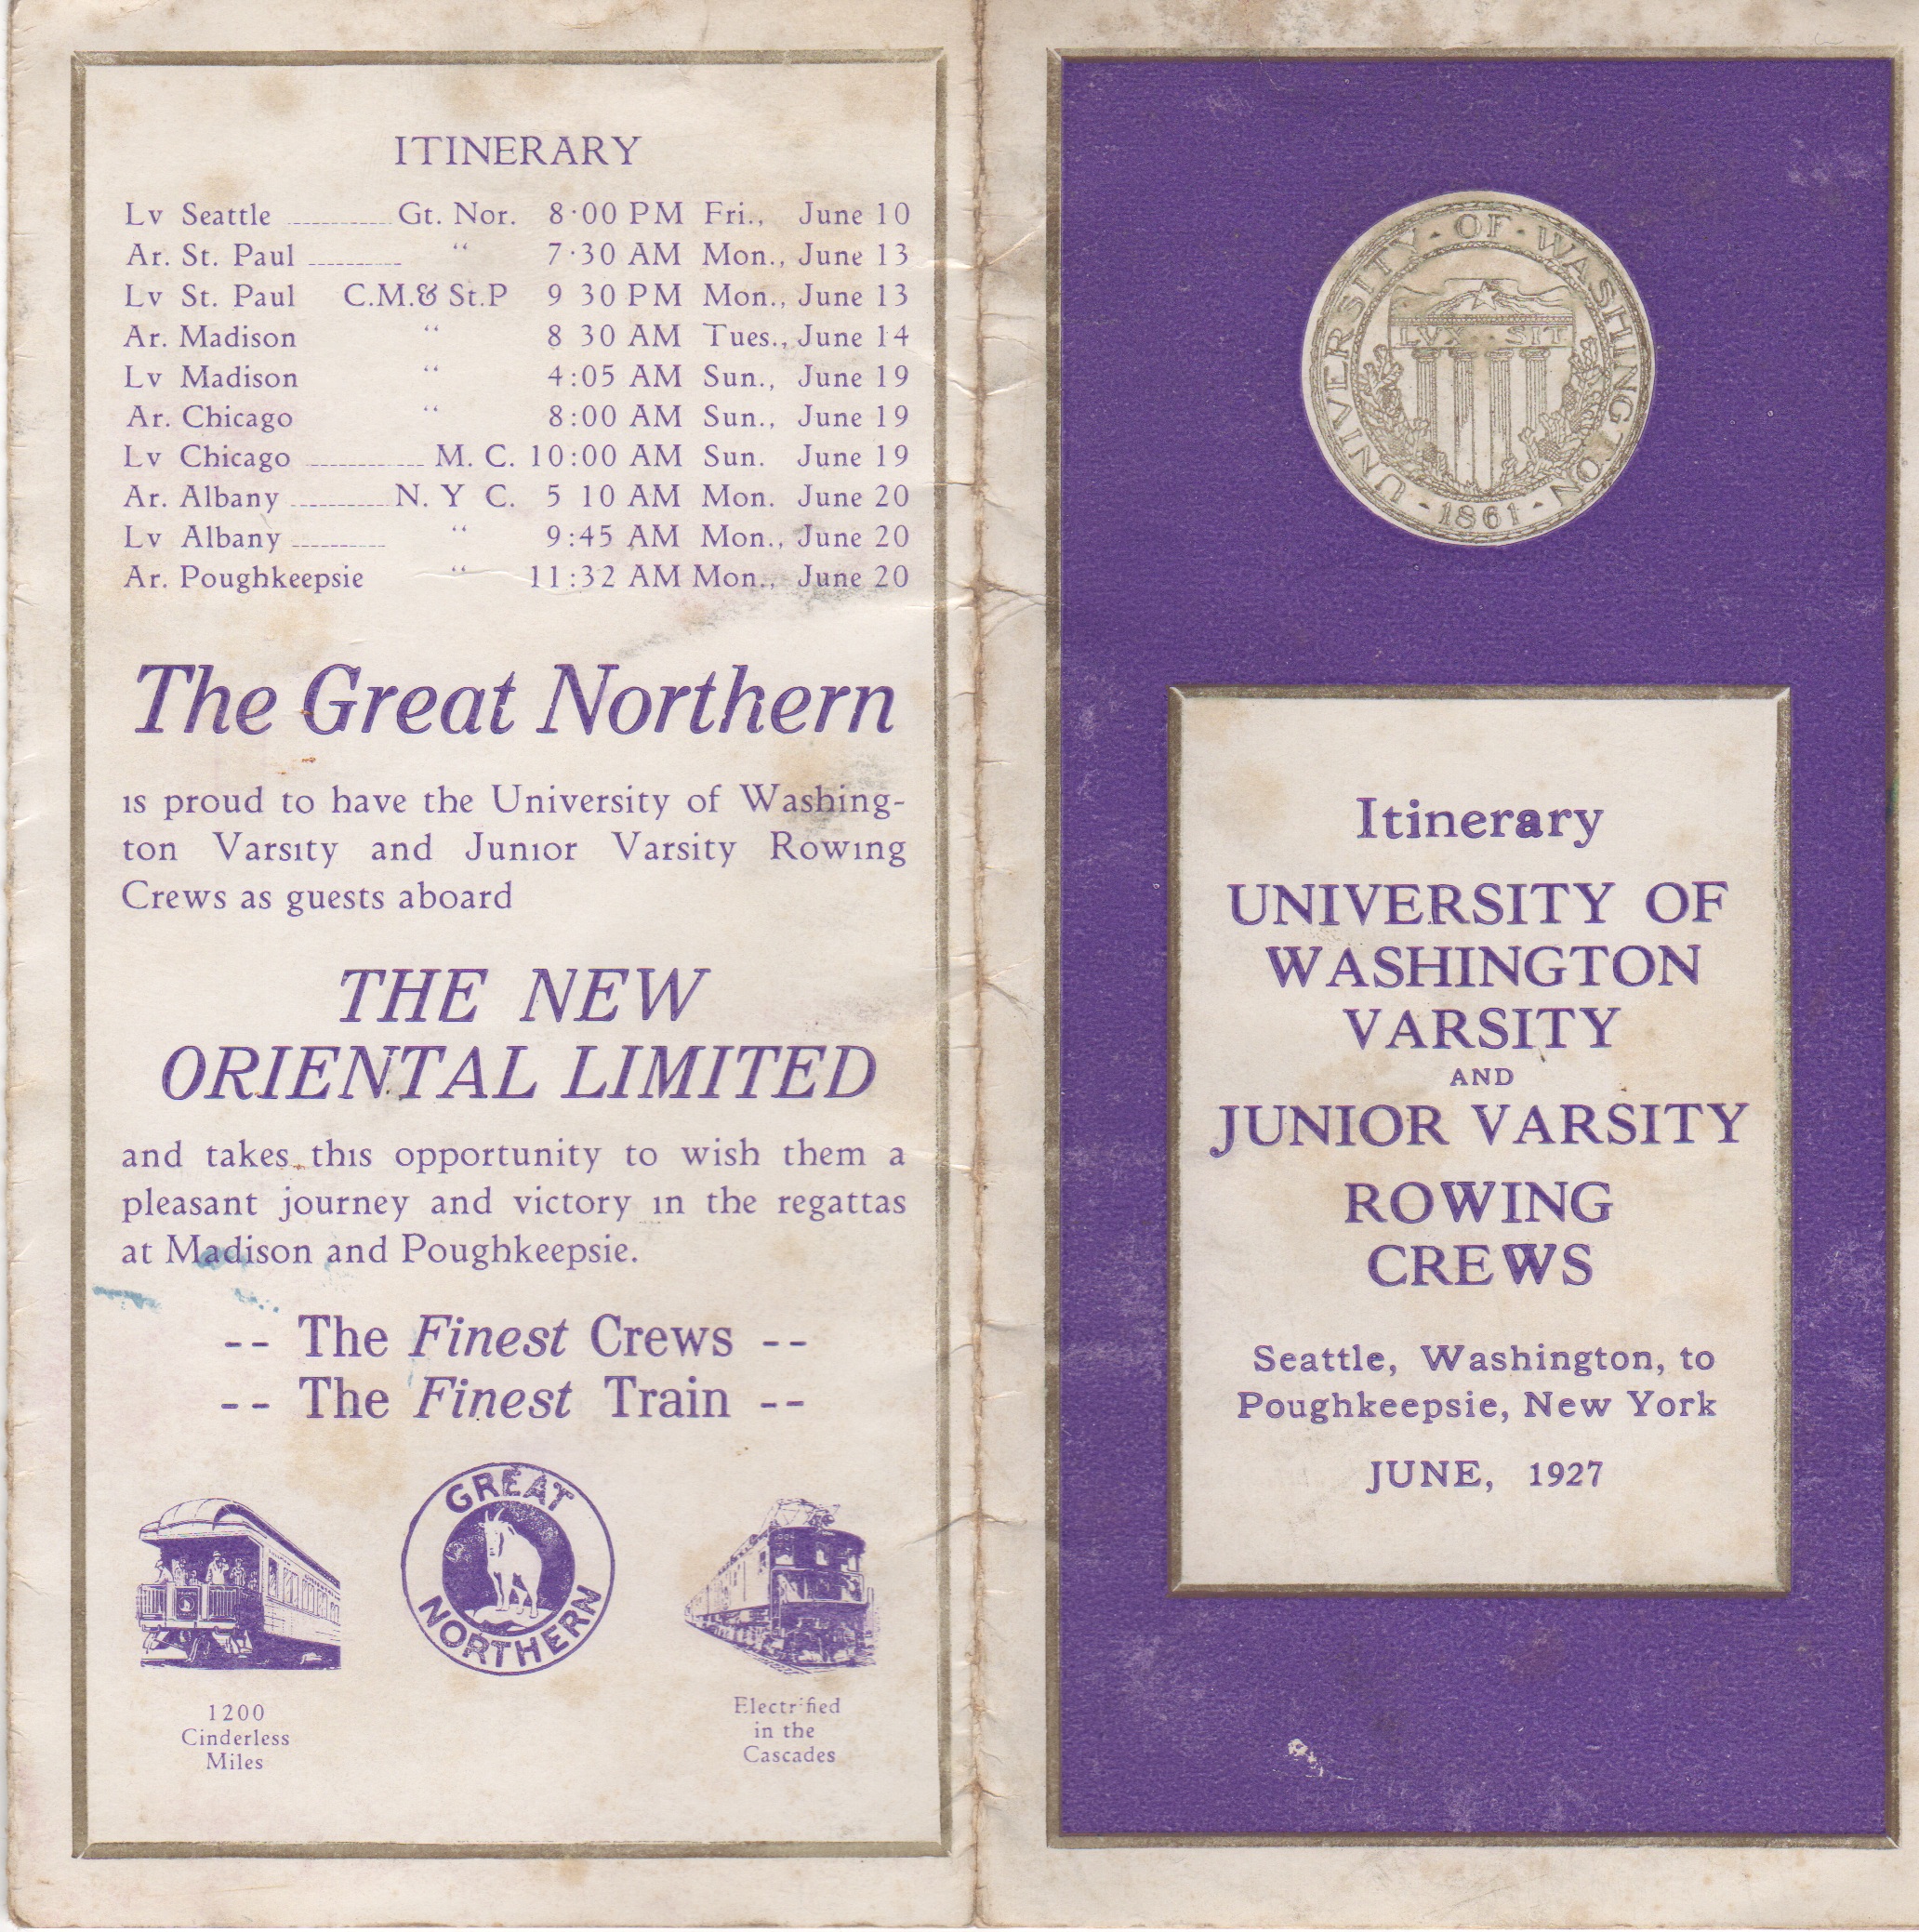 ITINERARY
Lv Seattle Gt. Nor. 8:00 PM Fri., June 10
Ar. St. Paul “ 7:30 AM Mon., June 13
Lv St. Paul C.M.& St.P 9 30 PM Mon., June 13
Ar. Madison “ 8 30 AM Tues., June 14
Lv Madison “ 4:05 AM Sun., June 19
Ar. Chicago “ 8:00 AM Sun., June 19
Lv Chicago M. C. 10:00 AM Sun. June 19
Ar. Albany N. Y C. 5 10 AM Mon. June 20
Lv Albany “ 9:45 AM Mon., June 20
Ar. Poughkeepsie “ 11:32 AM Mon., June 20
The Great Northern
is proud to have the University of Washing-
ton Varsity and Junior Varsity Rowing
Crews as guests aboard
THE NEW
ORIENTAL LIMITED
and takes this opportunity to wish them a
pleasant journey and victory in the regattas
at Madison and Poughkeepsie.
-- The Finest Crews --
-- The Finest Train --
GREAT
NORTHERN
1200
Cinderless
Miles
Electrified
in the
Cascades
UNIVERSITY · OF · WASHINGTON
LVX SIT
· 1861 ·
Itinerary
UNIVERSITY OF
WASHINGTON
VARSITY
AND
JUNIOR VARSITY
ROWING
CREWS
Seattle, Washington, to
Poughkeepsie, New York
JUNE, 1927